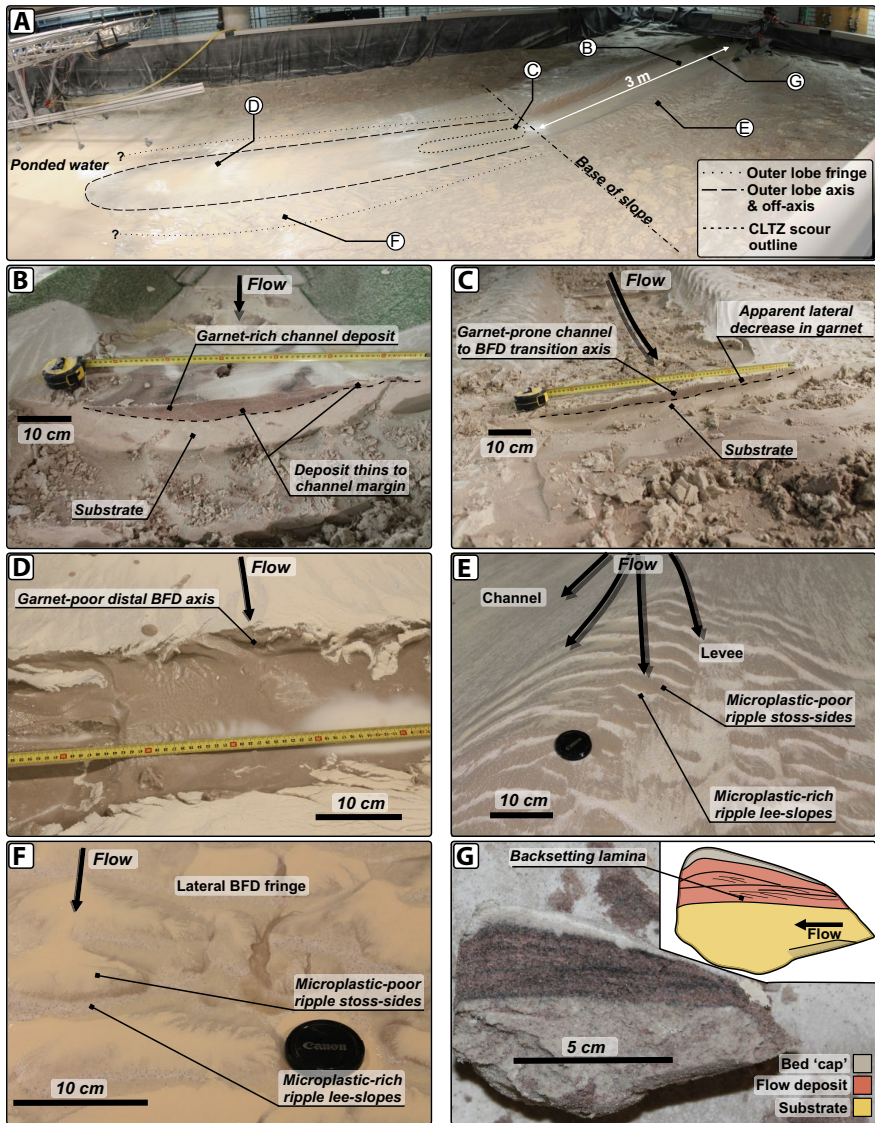 A
B
G
3 m
C
D
E
?
Ponded water
Base of slope
Outer lobe fringe
Outer lobe axis
& off-axis
CLTZ scour
outline
?
F
B
Flow
Garnet-rich channel deposit
10 cm
Substrate
Deposit thins to
channel margin
C
Flow
Apparent lateral
decrease in garnet
Garnet-prone channel
to BFD transition axis
10 cm
Substrate
D
Flow
Garnet-poor distal BFD axis
10 cm
E
Flow
Channel
Levee
Microplastic-poor
ripple stoss-sides
Canon
10 cm
Microplastic-rich
ripple lee-slopes
F
Flow
Lateral BFD fringe
Microplastic-poor
ripple stoss-sides
Canon
10 cm
Microplastic-rich
ripple lee-slopes
G
Backsetting lamina
Flow
5 cm
Bed ‘cap’
Flow deposit
Substrate